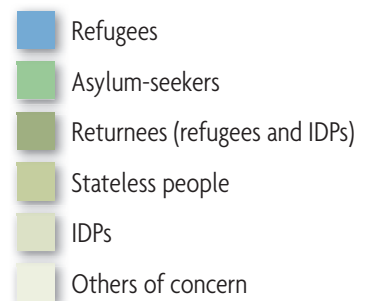 Refugees
Asylum-seekers
Returnees (refugees and IDPs)
Stateless people
IDPs
Others of concern